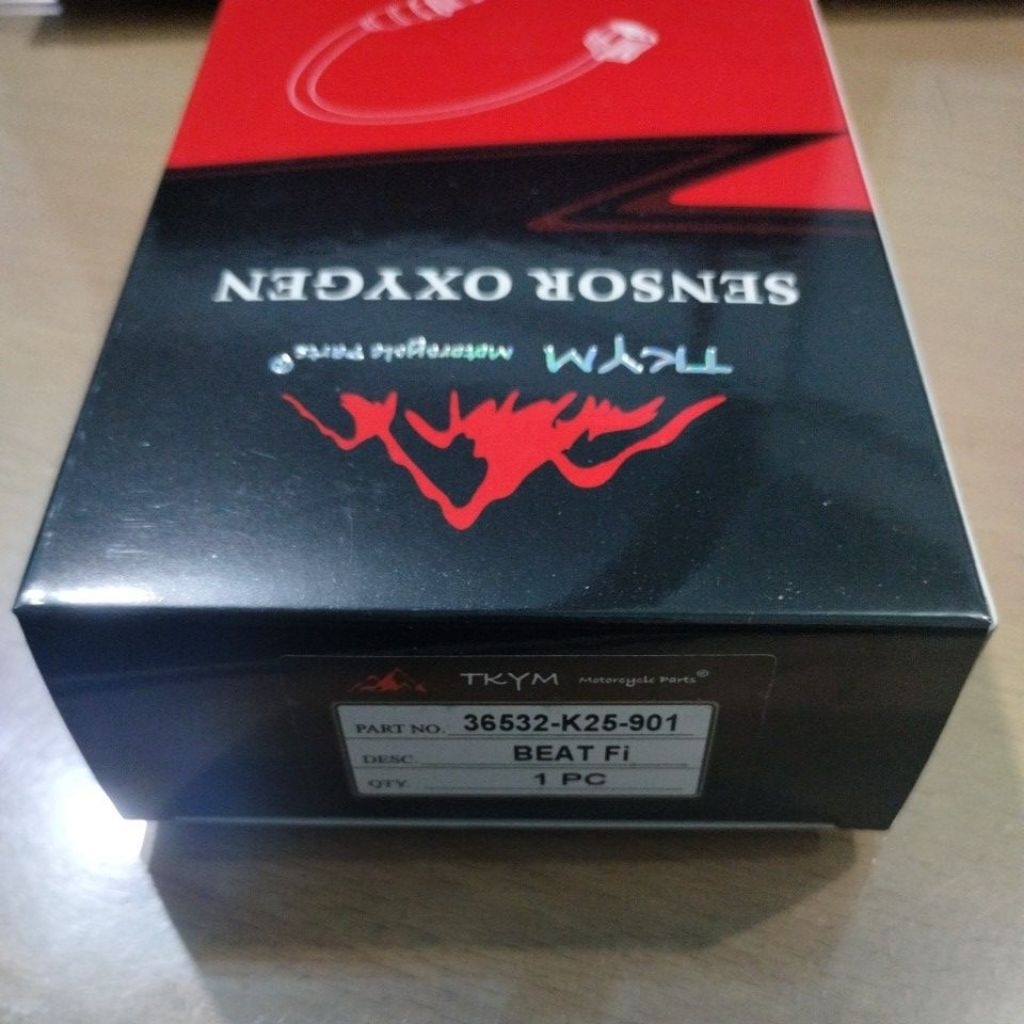 SENSOR OXYGEN
TKYM Motorcycle Parts®
TKYM Motorcycle Parts®
PART NO. 36532-K25-901
DESC. BEAT Fi
QTY. 1 PC